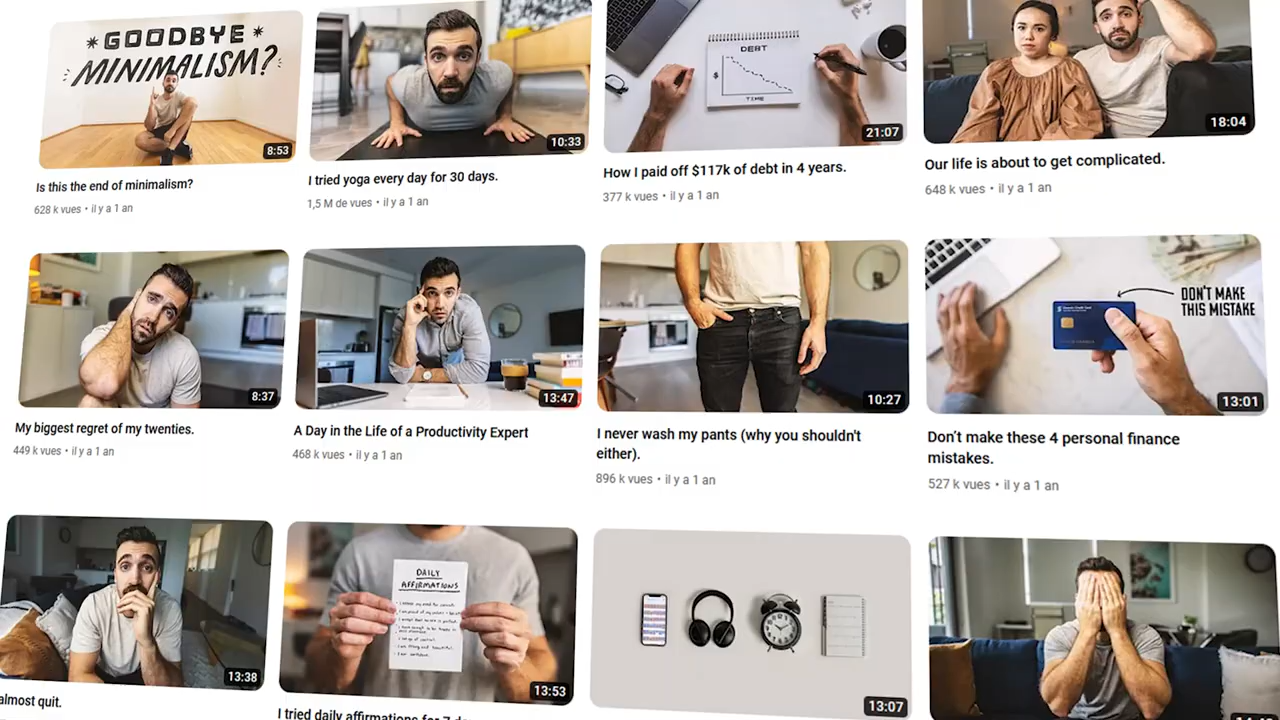 GOODBYE
MINIMALISM?
8:53
Is this the end of minimalism?
628 k vues • il y a 1 an
10:33
I tried yoga every day for 30 days.
1,5 M de vues • il y a 1 an
DEBT
$
TIME
21:07
How I paid off $117k of debt in 4 years.
377 k vues • il y a 1 an
18:04
Our life is about to get complicated.
648 k vues • il y a 1 an
8:37
My biggest regret of my twenties.
449 k vues • il y a 1 an
13:47
A Day in the Life of a Productivity Expert
468 k vues • il y a 1 an
10:27
I never wash my pants (why you shouldn't
either).
896 k vues • il y a 1 an
DON'T MAKE
THIS MISTAKE
13:01
Don't make these 4 personal finance
mistakes.
527 k vues • il y a 1 an
13:38
almost quit.
DAILY
AFFIRMATIONS
13:53
I tried daily affirmations for 7
13:07